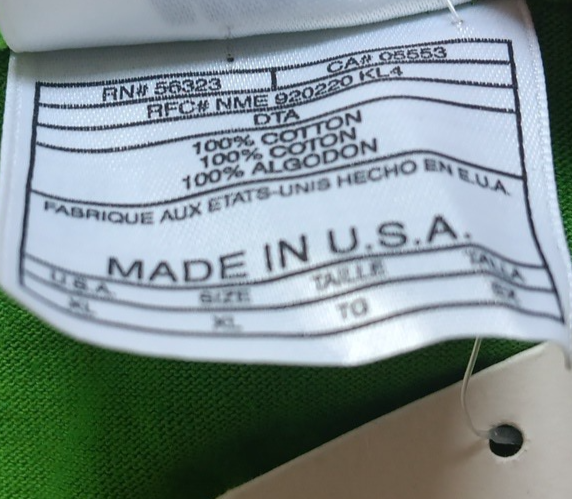 RN# 56323 CA# 05553
RFC# NME 920220 KL4
DTA
100% COTTON
100% COTON
100% ALGODON
FABRIQUE AUX ETATS-UNIS HECHO EN E.U.A.
MADE IN U.S.A.
U.S.A. SIZE TAILLE TALLA
XL XL TG EX